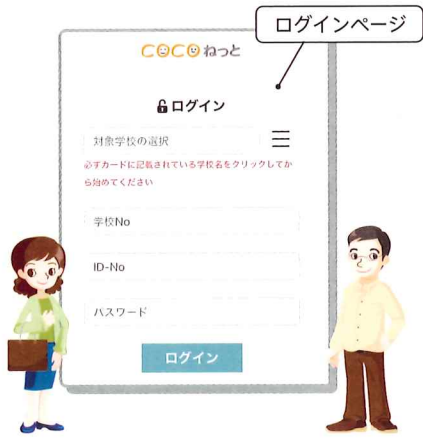 ログインページ
COCOねっと
ログイン
対象学校の選択
必ずカードに記載されている学校名をクリックしてか
ら始めてください
学校No
ID-No
パスワード
ログイン